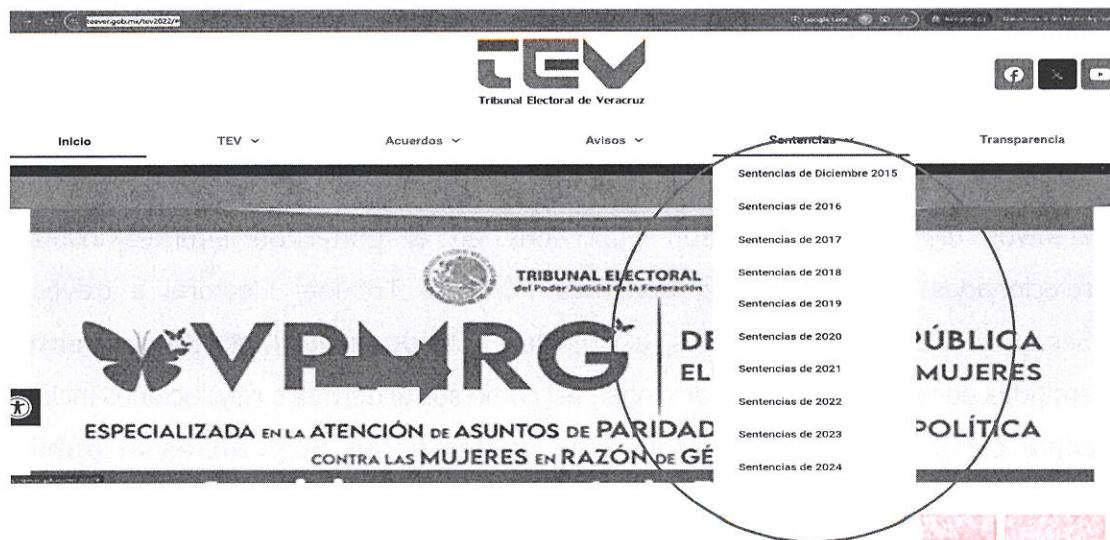 teever.gob.mx/tev2022/#
TEV
Tribunal Electoral de Veracruz
Inicio
TEV
Acuerdos
Avisos
Sentencias
Transparencia
Sentencias de Diciembre 2015
Sentencias de 2016
Sentencias de 2017
Sentencias de 2018
Sentencias de 2019
Sentencias de 2020
Sentencias de 2021
Sentencias de 2022
Sentencias de 2023
Sentencias de 2024
TRIBUNAL ELECTORAL
del Poder Judicial de la Federación
VPMRG
DE PÚBLICA
EL MUJERES
ESPECIALIZADA EN LA ATENCIÓN DE ASUNTOS DE PARIDAD POLÍTICA
CONTRA LAS MUJERES EN RAZÓN DE GÉ